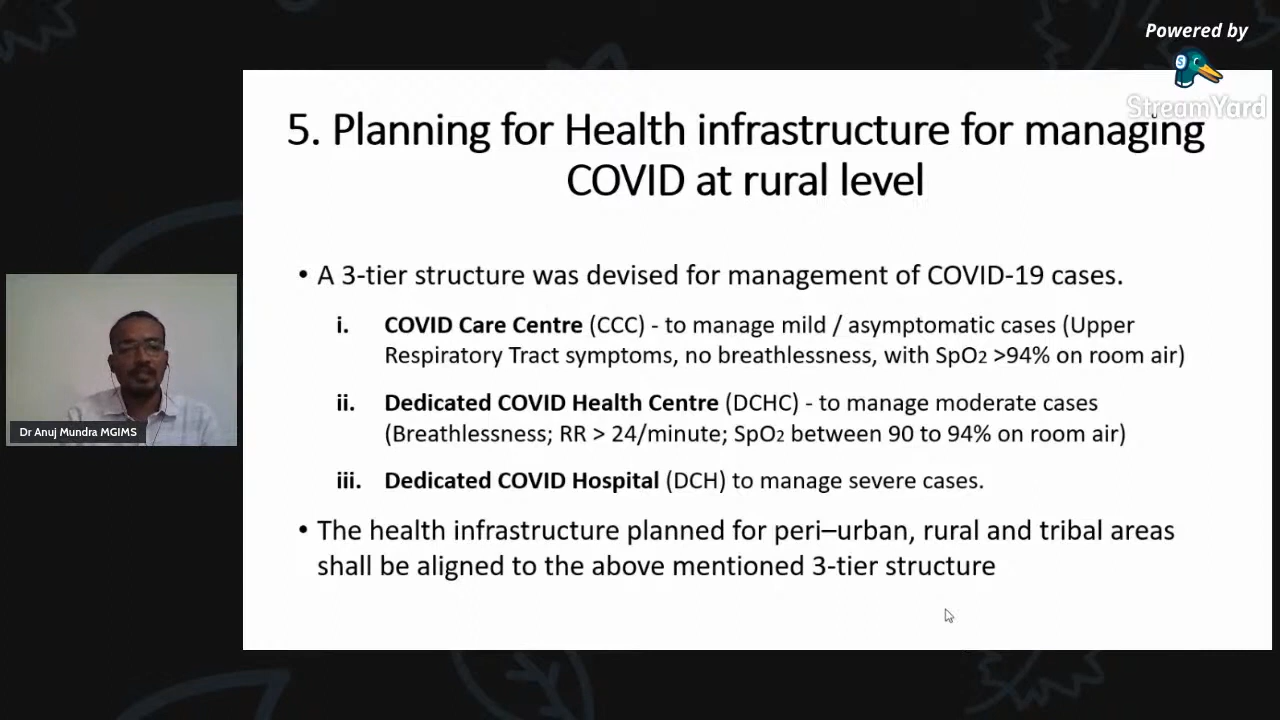 Powered by
StreamYard
5. Planning for Health infrastructure for managing
COVID at rural level
• A 3-tier structure was devised for management of COVID-19 cases.
i. COVID Care Centre (CCC) - to manage mild / asymptomatic cases (Upper
Respiratory Tract symptoms, no breathlessness, with SpO2 >94% on room air)
ii. Dedicated COVID Health Centre (DCHC) - to manage moderate cases
(Breathlessness; RR > 24/minute; SpO2 between 90 to 94% on room air)
iii. Dedicated COVID Hospital (DCH) to manage severe cases.
• The health infrastructure planned for peri–urban, rural and tribal areas
shall be aligned to the above mentioned 3-tier structure
Dr Anuj Mundra MGIMS